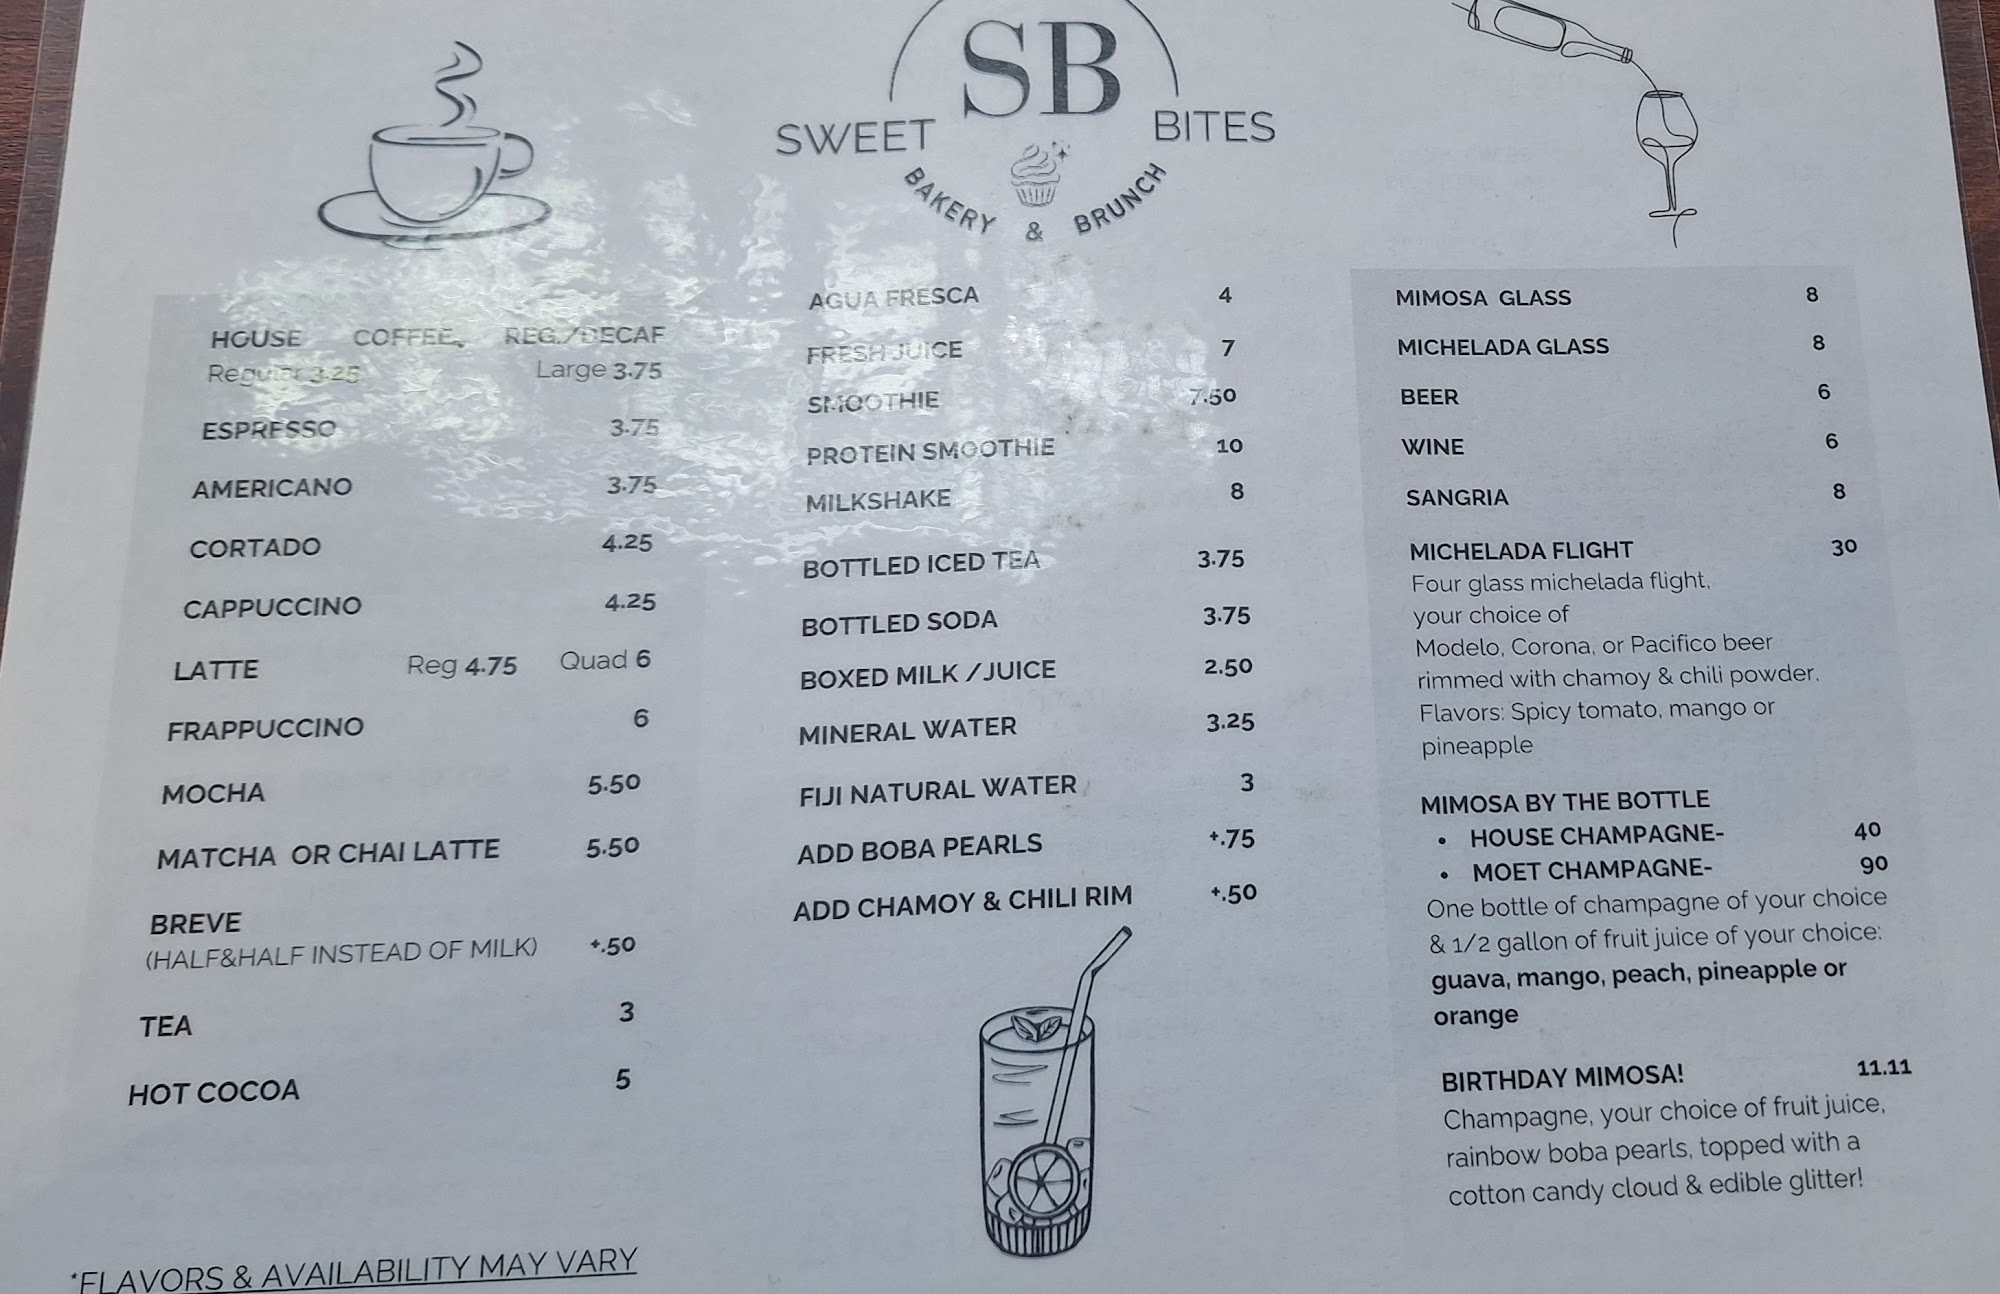 SB
SWEET BITES
BAKERY & BRUNCH
HOUSE COFFEE, REG./DECAF
Regular 3.25 Large 3.75
ESPRESSO 3.75
AMERICANO 3.75
CORTADO 4.25
CAPPUCCINO 4.25
LATTE Reg 4.75 Quad 6
FRAPPUCCINO 6
MOCHA 5.50
MATCHA OR CHAI LATTE 5.50
BREVE
(HALF&HALF INSTEAD OF MILK) +.50
TEA 3
HOT COCOA 5
*FLAVORS & AVAILABILITY MAY VARY
AGUA FRESCA 4
FRESH JUICE 7
SMOOTHIE 7.50
PROTEIN SMOOTHIE 10
MILKSHAKE 8
BOTTLED ICED TEA 3.75
BOTTLED SODA 3.75
BOXED MILK / JUICE 2.50
MINERAL WATER 3.25
FIJI NATURAL WATER 3
ADD BOBA PEARLS +.75
ADD CHAMOY & CHILI RIM +.50
MIMOSA GLASS 8
MICHELADA GLASS 8
BEER 6
WINE 6
SANGRIA 8
MICHELADA FLIGHT 30
Four glass michelada flight,
your choice of
Modelo, Corona, or Pacifico beer
rimmed with chamoy & chili powder.
Flavors: Spicy tomato, mango or
pineapple
MIMOSA BY THE BOTTLE
• HOUSE CHAMPAGNE- 40
• MOET CHAMPAGNE- 90
One bottle of champagne of your choice
& 1/2 gallon of fruit juice of your choice:
guava, mango, peach, pineapple or
orange
BIRTHDAY MIMOSA! 11.11
Champagne, your choice of fruit juice,
rainbow boba pearls, topped with a
cotton candy cloud & edible glitter!